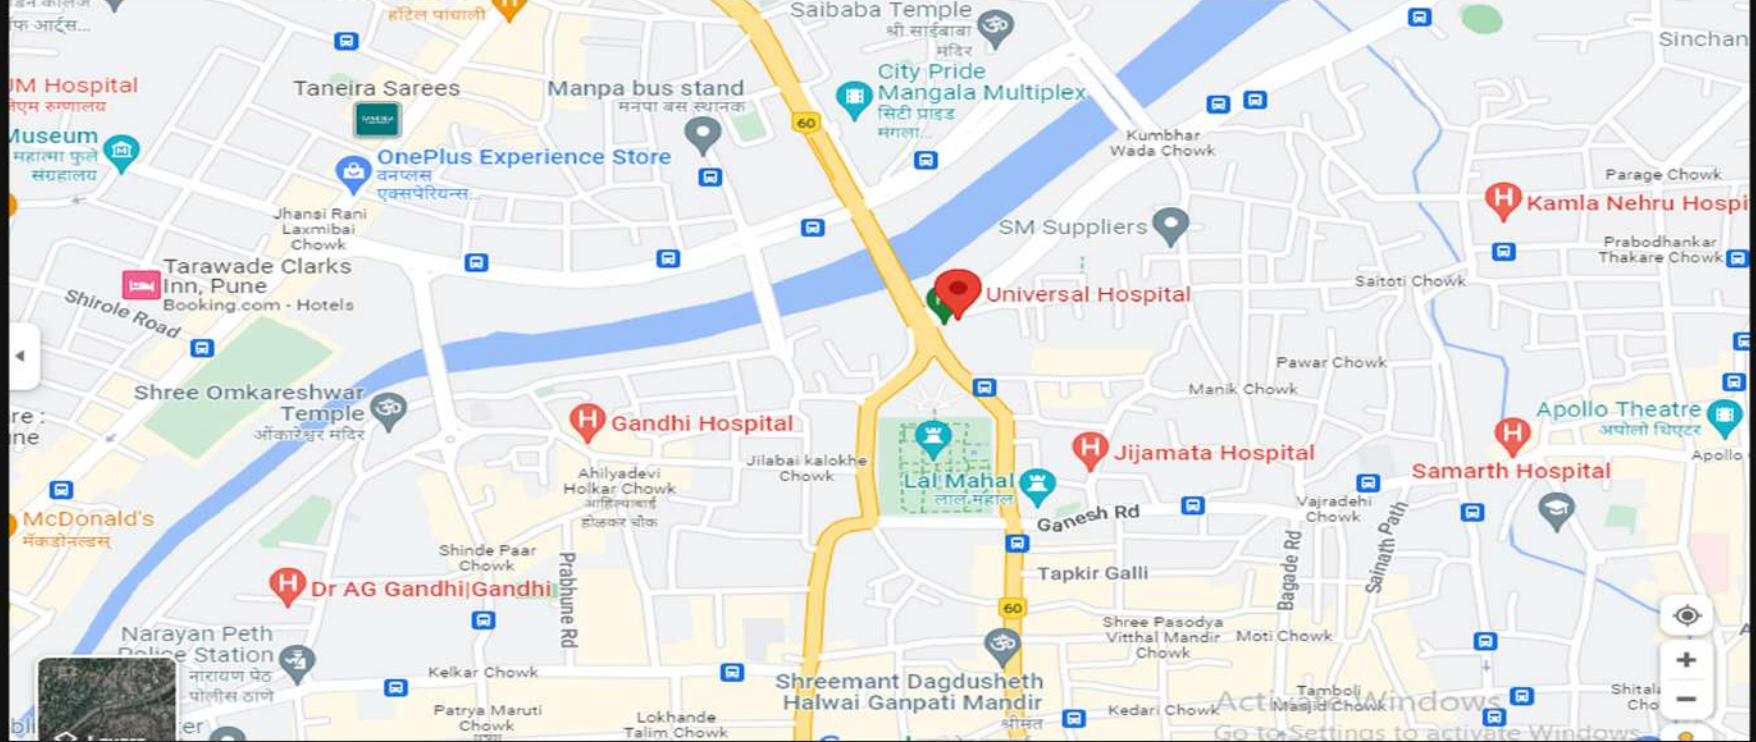 हॉटेल पांचाली
फ आर्ट्स...
Saibaba Temple
श्री साईबाबा
मंदिर
Sinchan
JM Hospital
जेएम रुग्णालय
Taneira Sarees
Manpa bus stand
मनपा बस स्थानक
City Pride
Mangala Multiplex
सिटी प्राइड
मंगला...
60
Museum
महात्मा फुले
संग्रहालय
OnePlus Experience Store
वनप्लस
एक्सपेरियन्स...
Kumbhar
Wada Chowk
Parage Chowk
Kamla Nehru Hospi
Jhansi Rani
Laxmibai
Chowk
SM Suppliers
Prabodhankar
Thakare Chowk
Tarawade Clarks
Inn, Pune
Booking.com - Hotels
Shirole Road
Universal Hospital
Saitoti Chowk
Pawar Chowk
Manik Chowk
Shree Omkareshwar
Temple
ओंकारेश्वर मंदिर
re :
ine
Gandhi Hospital
Apollo Theatre
अपोलो थिएटर
Apollo
Jilabai kalokhe
Chowk
Jijamata Hospital
Samarth Hospital
Ahilyadevi
Holkar Chowk
आहिल्याबाई
होळकर चौक
Lal Mahal
लाल महाल
Ganesh Rd
Vajradehi
Chowk
Sainath Path
Bagade Rd
McDonald's
मॅकडोनल्डस्
Shinde Paar
Chowk
Prabhune Rd
Tapkir Galli
Dr AG Gandhi|Gandhi
60
Shree Pasodya
Vitthal Mandir
Chowk
Moti Chowk
Narayan Peth
Police Station
नारायण पेठ
पोलीस ठाणे
Kelkar Chowk
Shreemant Dagdusheth
Halwai Ganpati Mandir
श्रीमंत
Patrya Maruti
Chowk
Lokhande
Talim Chowk
Kedari Chowk
Tamboli
Masjid Chowk
Shitala
Cho
Activate Windows
Go to Settings to activate Windows.